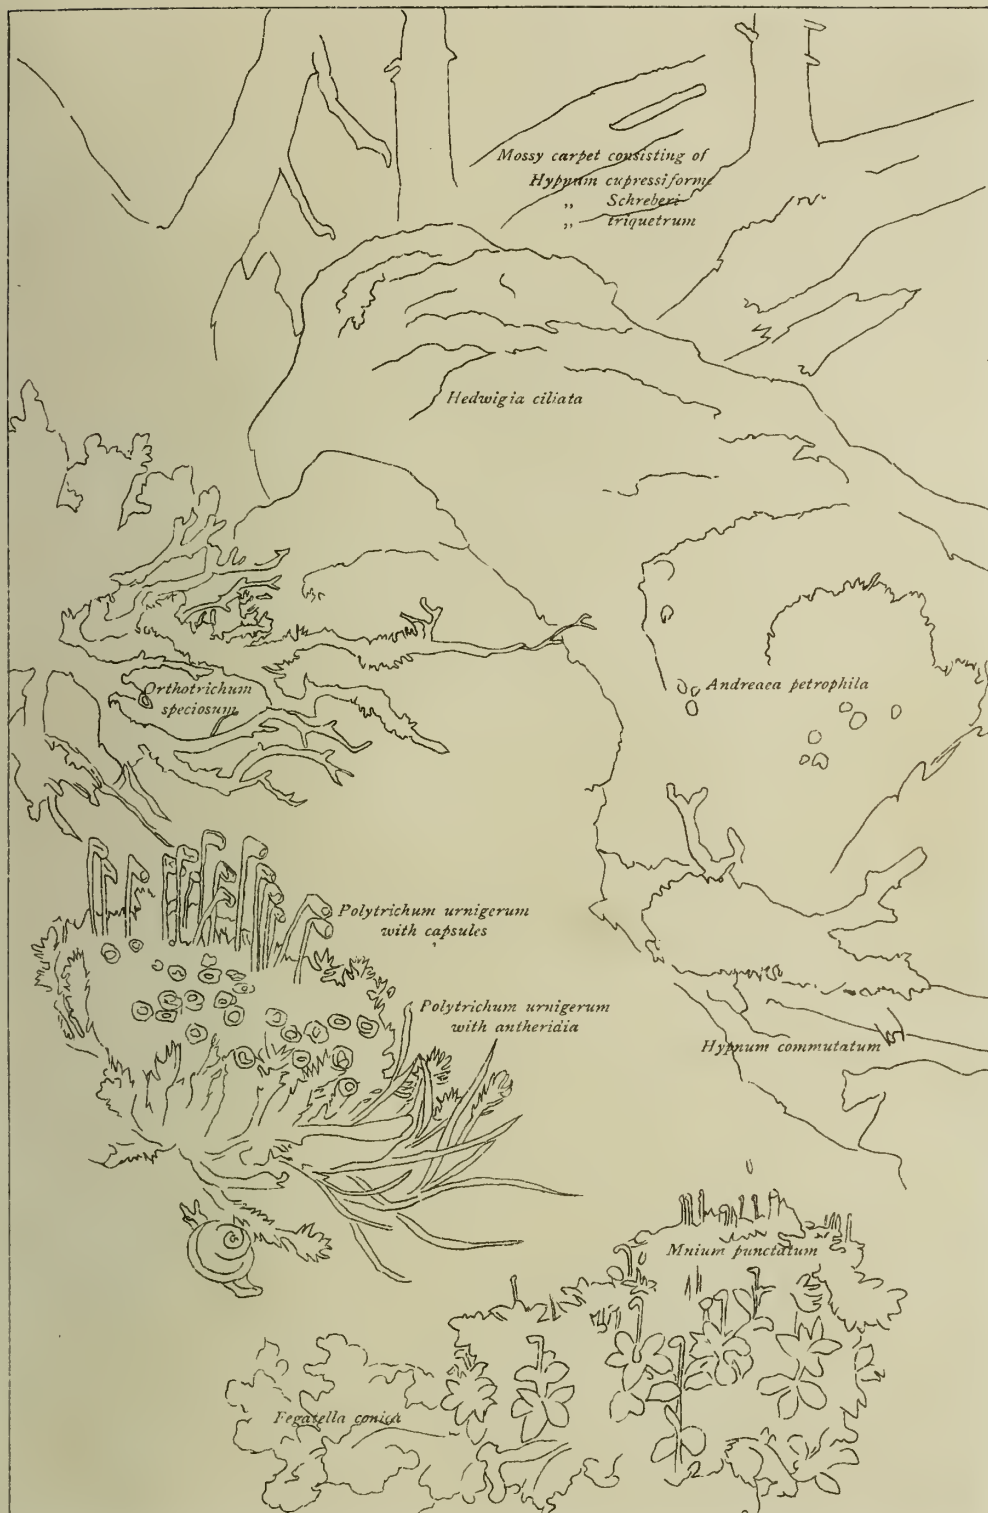 Mossy carpet consisting of
Hypnum cupressiforme
„ Schreberi
„ triquetrum
Hedwigia ciliata
Orthotrichum
speciosum
Andreaea petrophila
Polytrichum urnigerum
with capsules
Polytrichum urnigerum
with antheridia
Hypnum commutatum
Mnium punctatum
Fegatella conica